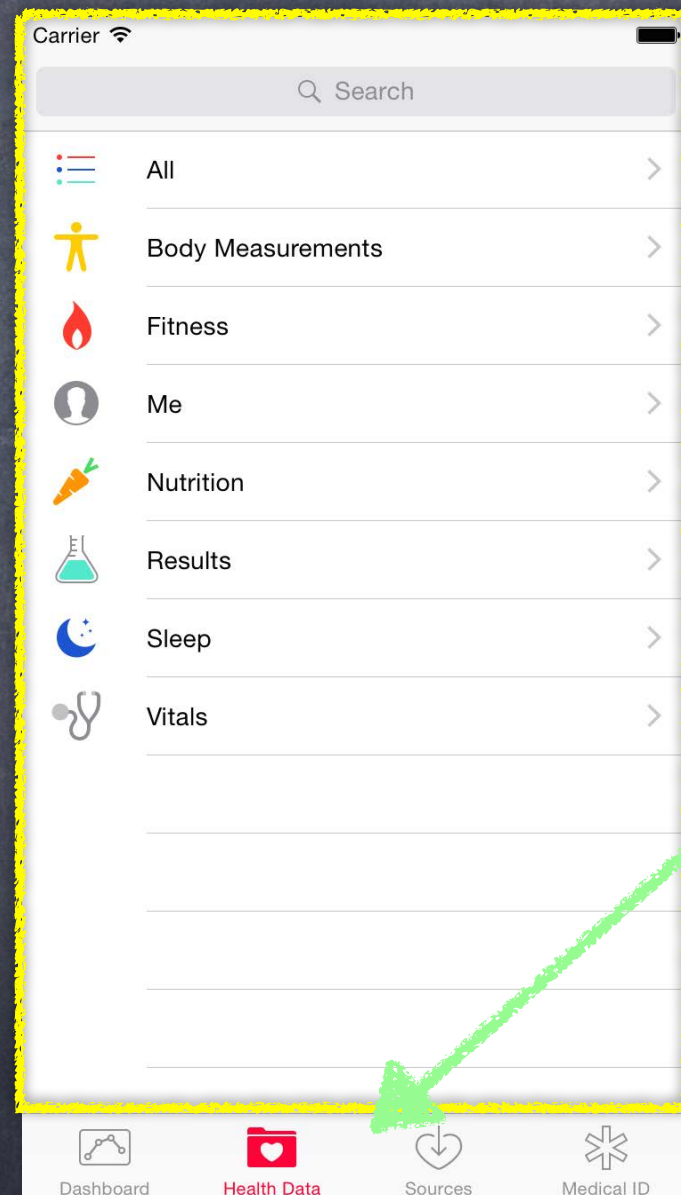 Carrier
Search
All
Body Measurements
Fitness
Me
Nutrition
Results
Sleep
Vitals
Dashboard Health Data Sources Medical ID